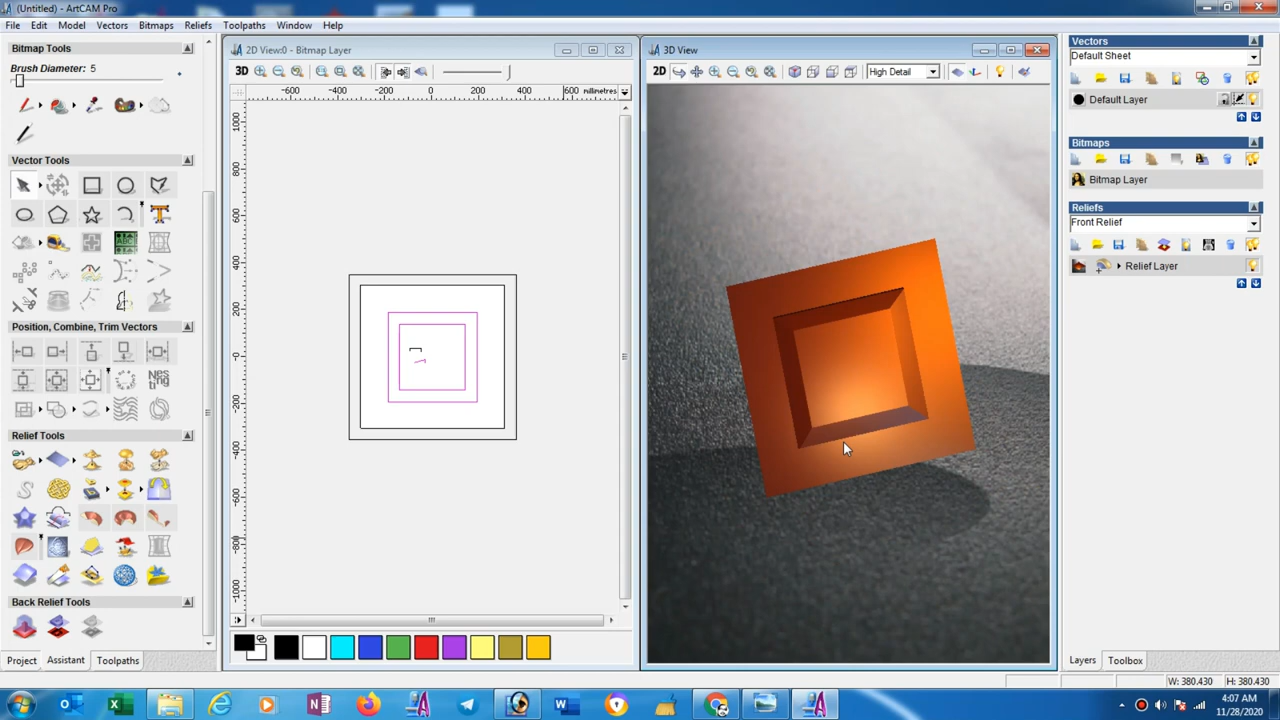 (Untitled) - ArtCAM Pro
File Edit Model Vectors Bitmaps Reliefs Toolpaths Window Help
Bitmap Tools
Brush Diameter: 5
Vector Tools
Position, Combine, Trim Vectors
Relief Tools
Back Relief Tools
Project Assistant Toolpaths
2D View:0 - Bitmap Layer
3D
-600 -400 -200 0 200 400 600 millimetres
1000
800
600
400
200
-0
-200
-400
-600
-800
-1000
3D View
2D High Detail
Vectors
Default Sheet
Default Layer
Bitmaps
Bitmap Layer
Reliefs
Front Relief
Relief Layer
Layers Toolbox
W: 380.430 H: 380.430
4:07 AM
11/28/2020